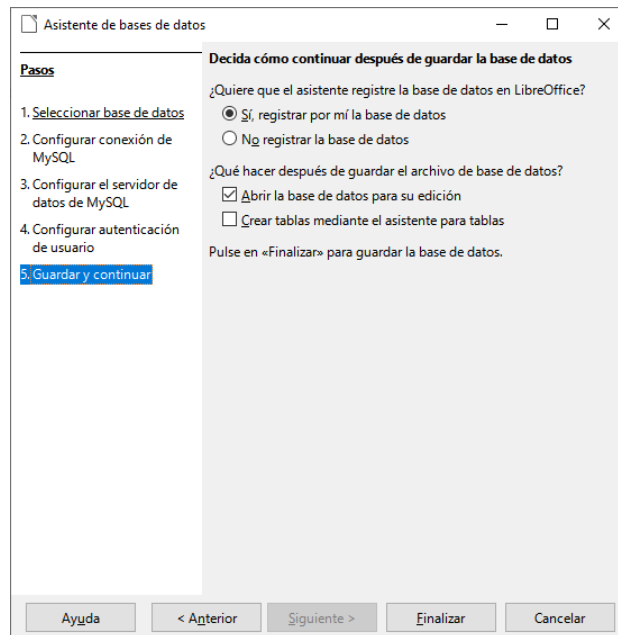 Asistente de bases de datos
Pasos
1. Seleccionar base de datos
2. Configurar conexión de
MySQL
3. Configurar el servidor de
datos de MySQL
4. Configurar autenticación
de usuario
5. Guardar y continuar
Decida cómo continuar después de guardar la base de datos
¿Quiere que el asistente registre la base de datos en LibreOffice?
Sí, registrar por mí la base de datos
No registrar la base de datos
¿Qué hacer después de guardar el archivo de base de datos?
Abrir la base de datos para su edición
Crear tablas mediante el asistente para tablas
Pulse en «Finalizar» para guardar la base de datos.
Ayuda
< Anterior
Siguiente >
Finalizar
Cancelar